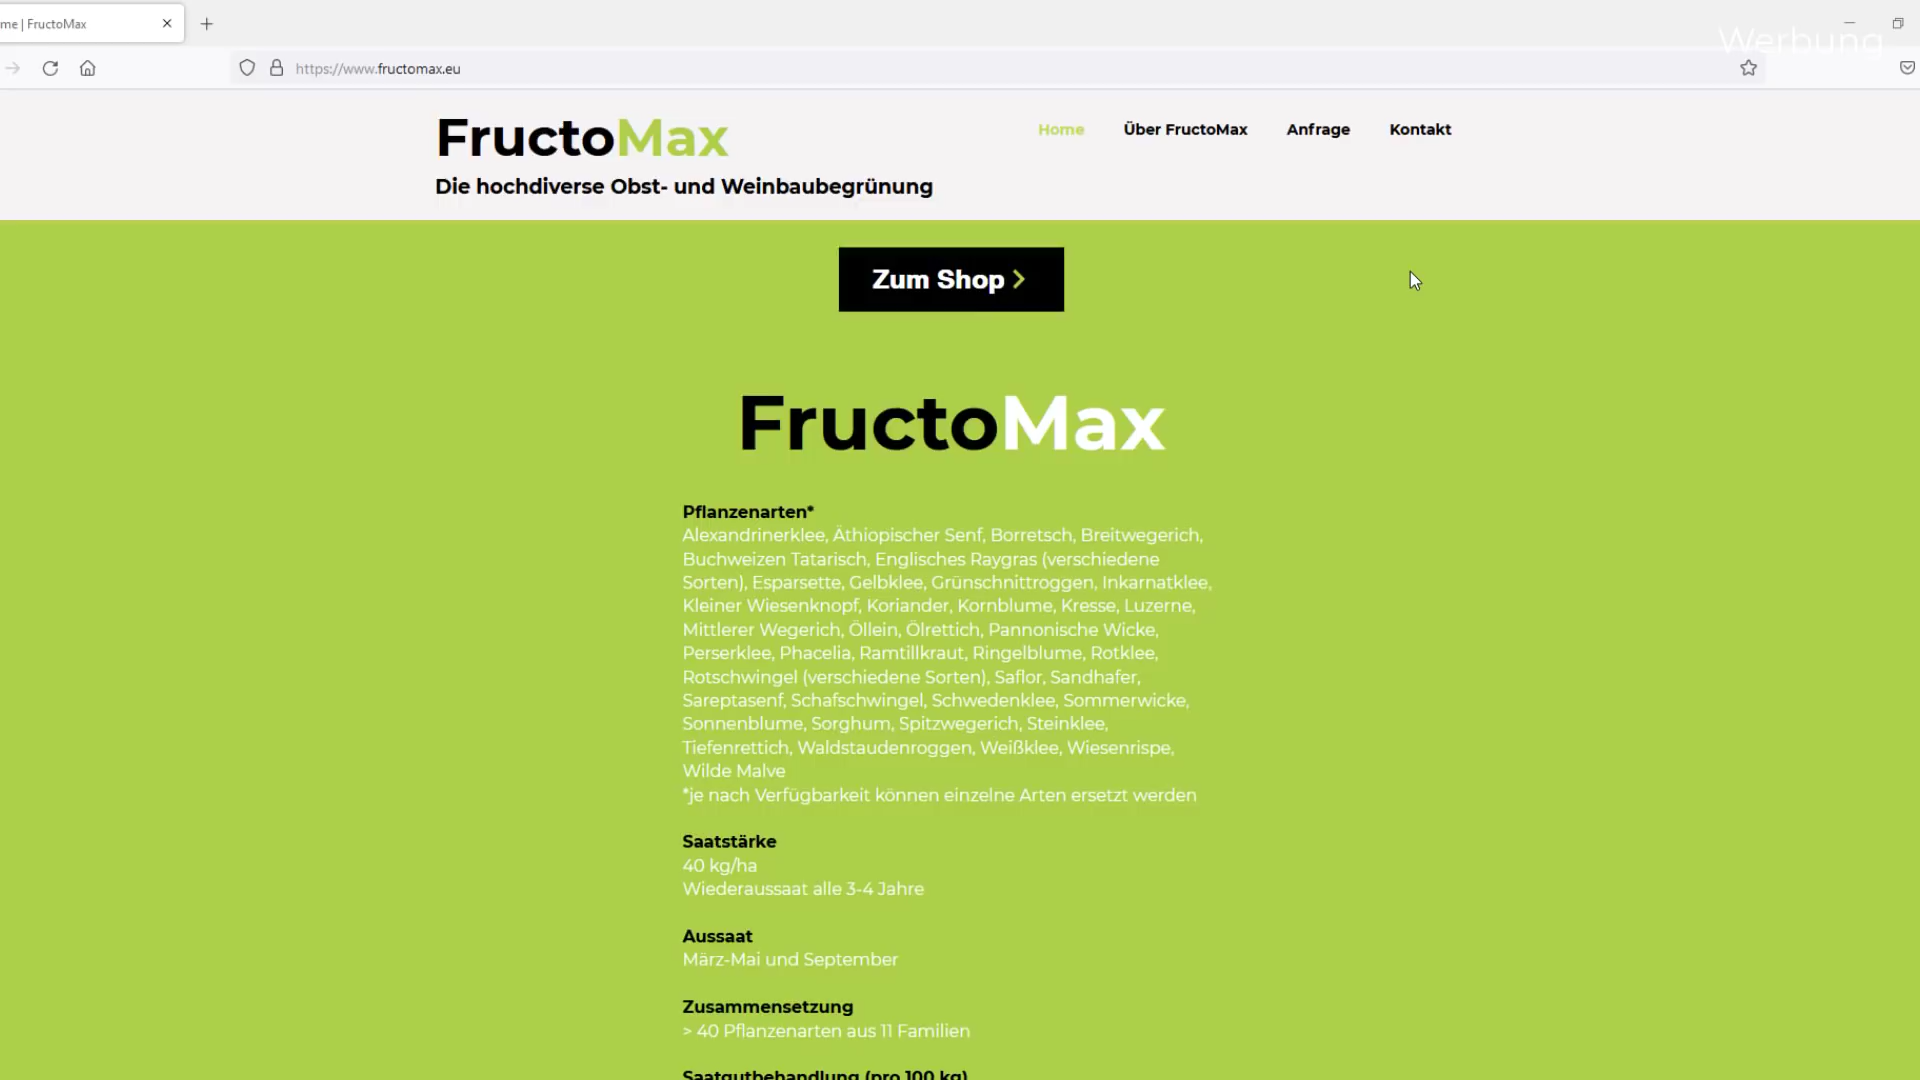 me | FructoMax
Werbung
https://www.fructomax.eu
FructoMax
Home Über FructoMax Anfrage Kontakt
Die hochdiverse Obst- und Weinbaubegrünung
Zum Shop
FructoMax
Pflanzenarten*
Alexandrinerklee, Äthiopischer Senf, Borretsch, Breitwegerich,
Buchweizen Tatarisch, Englisches Raygras (verschiedene
Sorten), Esparsette, Gelbklee, Grünschnittroggen, Inkarnatklee,
Kleiner Wiesenknopf, Koriander, Kornblume, Kresse, Luzerne,
Mittlerer Wegerich, Öllein, Ölrettich, Pannonische Wicke,
Perserklee, Phacelia, Ramtillkraut, Ringelblume, Rotklee,
Rotschwingel (verschiedene Sorten), Saflor, Sandhafer,
Sareptasenf, Schafschwingel, Schwedenklee, Sommerwicke,
Sonnenblume, Sorghum, Spitzwegerich, Steinklee,
Tiefenrettich, Waldstaudenroggen, Weißklee, Wiesenrispe,
Wilde Malve
*je nach Verfügbarkeit können einzelne Arten ersetzt werden
Saatstärke
40 kg/ha
Wiederaussaat alle 3-4 Jahre
Aussaat
März-Mai und September
Zusammensetzung
> 40 Pflanzenarten aus 11 Familien
Saatgutbehandlung (pro 100 kg)